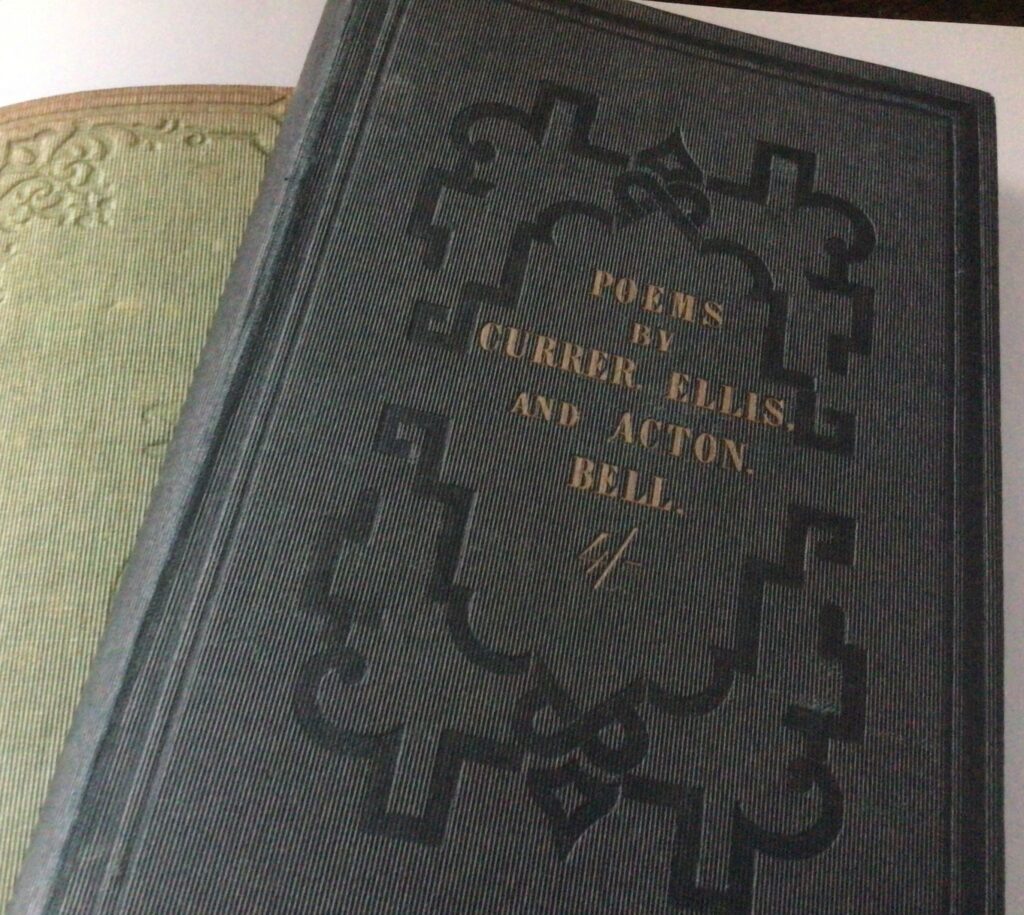 POEMS
BY
CURRER. ELLIS,
AND ACTON.
BELL.
4/-